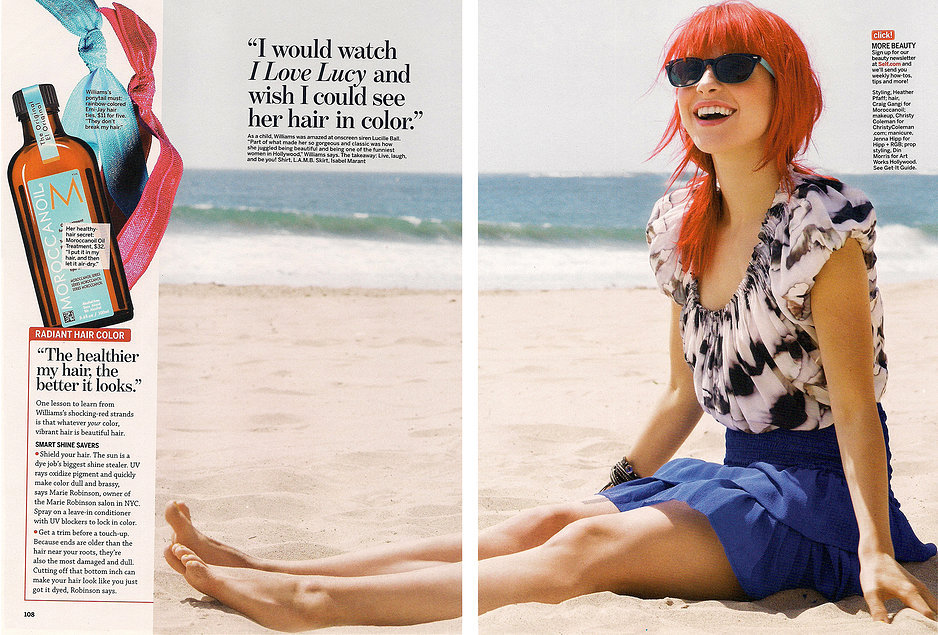 Williams's
ponytail must:
rainbow-colored
Emi-Jay hair
ties, $11 for five.
"They don't
break my hair."
The Original
El Original
M
MOROCCANOIL
Her healthy-
hair secret:
Moroccanoil Oil
Treatment, $32.
"I put it in my
hair, and then
let it air-dry."
RADIANT HAIR COLOR
"The healthier
my hair, the
better it looks."
One lesson to learn from
Williams's shocking-red strands
is that whatever your color,
vibrant hair is beautiful hair.
SMART SHINE SAVERS
• Shield your hair. The sun is a
dye job's biggest shine stealer. UV
rays oxidize pigment and quickly
make color dull and brassy,
says Marie Robinson, owner of
the Marie Robinson salon in NYC.
Spray on a leave-in conditioner
with UV blockers to lock in color.
• Get a trim before a touch-up.
Because ends are older than the
hair near your roots, they're
also the most damaged and dull.
Cutting off that bottom inch can
make your hair look like you just
got it dyed, Robinson says.
108
"I would watch
I Love Lucy and
wish I could see
her hair in color."
As a child, Williams was amazed at onscreen siren Lucille Ball.
"Part of what made her so gorgeous and classic was how
she juggled being beautiful and being one of the funniest
women in Hollywood," Williams says. The takeaway: Live, laugh,
and be you! Shirt, L.A.M.B. Skirt, Isabel Marant
click!
MORE BEAUTY
Sign up for our
beauty newsletter
at Self.com and
we'll send you
weekly how-tos,
tips and more!
Styling, Heather
Pfaff; hair,
Craig Gangi for
Moroccanoil;
makeup, Christy
Coleman for
ChristyColeman
.com; manicure,
Jenna Hipp for
Hipp + RGB; prop
styling, Din
Morris for Art
Works Hollywood.
See Get It Guide.